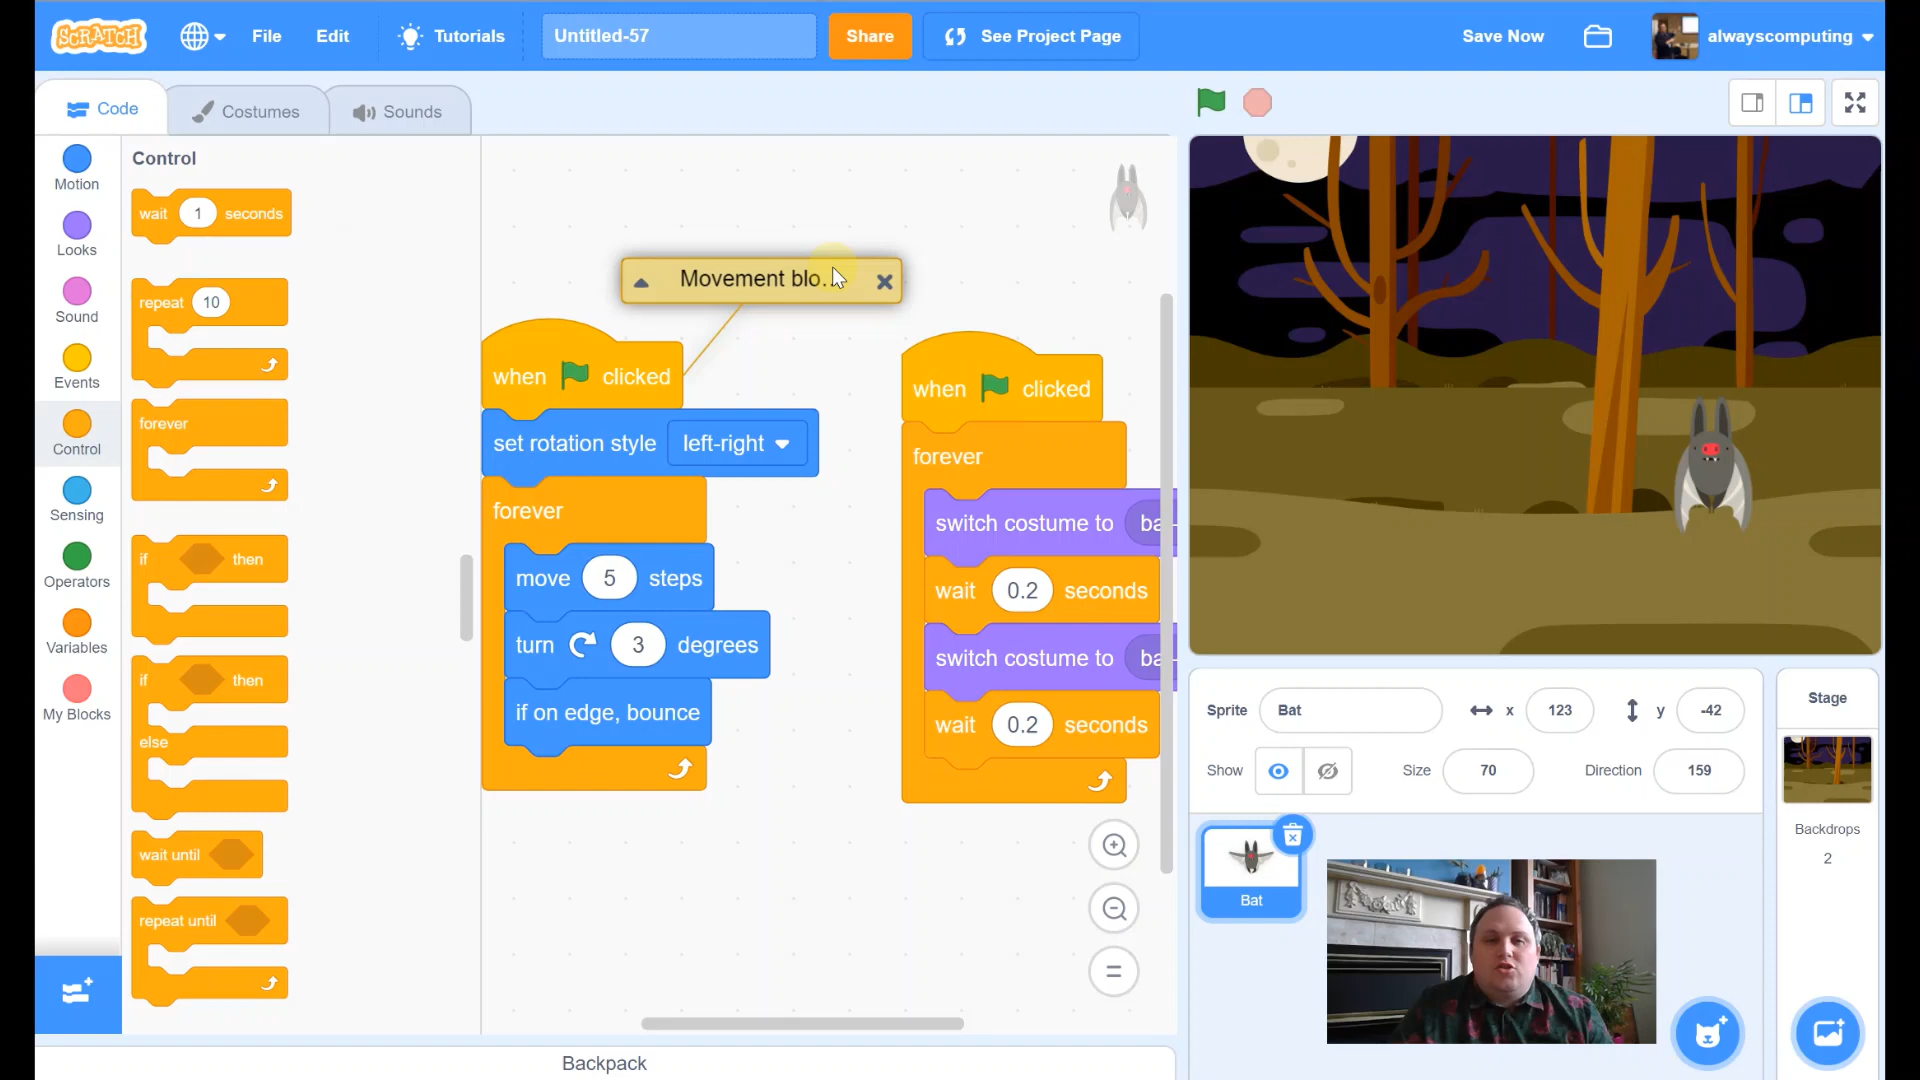 SCRATCH
File
Edit
Tutorials
Untitled-57
Share
See Project Page
Save Now
alwayscomputing
Code
Costumes
Sounds
Motion
Looks
Sound
Events
Control
Sensing
Operators
Variables
My Blocks
Control
wait 1 seconds
repeat 10
forever
if then
if then
else
wait until
repeat until
Movement blo...
when clicked
set rotation style left-right
forever
move 5 steps
turn 3 degrees
if on edge, bounce
when clicked
forever
switch costume to ba
wait 0.2 seconds
switch costume to ba
wait 0.2 seconds
Backpack
Sprite Bat x 123 y -42
Show Size 70 Direction 159
Bat
Stage
Backdrops
2